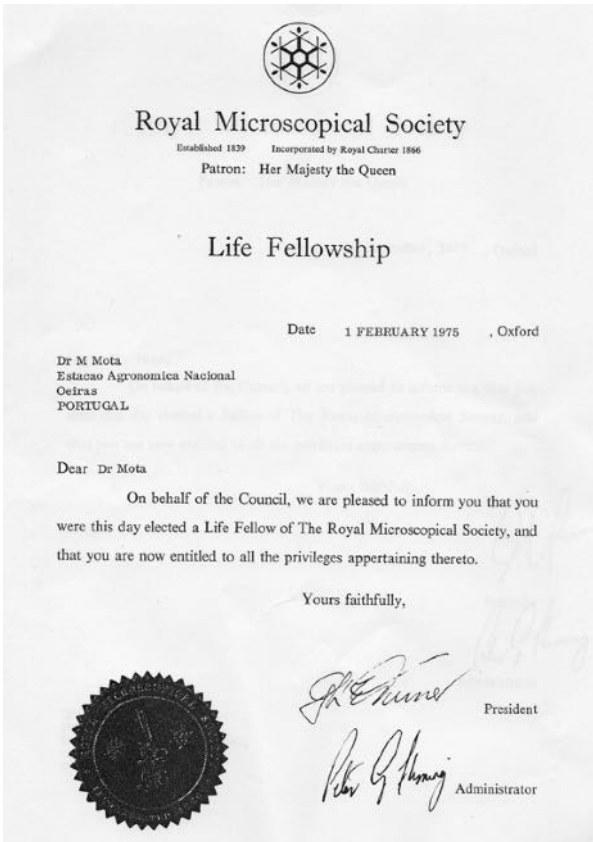 Royal Microscopical Society
Established 1839 Incorporated by Royal Charter 1866
Patron: Her Majesty the Queen
Life Fellowship
Date 1 FEBRUARY 1975 , Oxford
Dr M Mota
Estacao Agronomica Nacional
Oeiras
PORTUGAL
Dear Dr Mota
On behalf of the Council, we are pleased to inform you that you
were this day elected a Life Fellow of The Royal Microscopical Society, and
that you are now entitled to all the privileges appertaining thereto.
Yours faithfully,
President
Peter G
Administrator